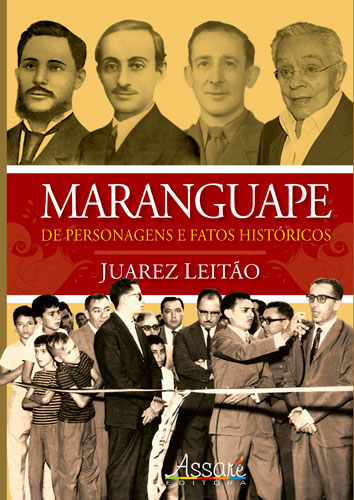 MARANGUAPE
DE PERSONAGENS E FATOS HISTÓRICOS
JUAREZ LEITÃO
Assaré
EDITORA